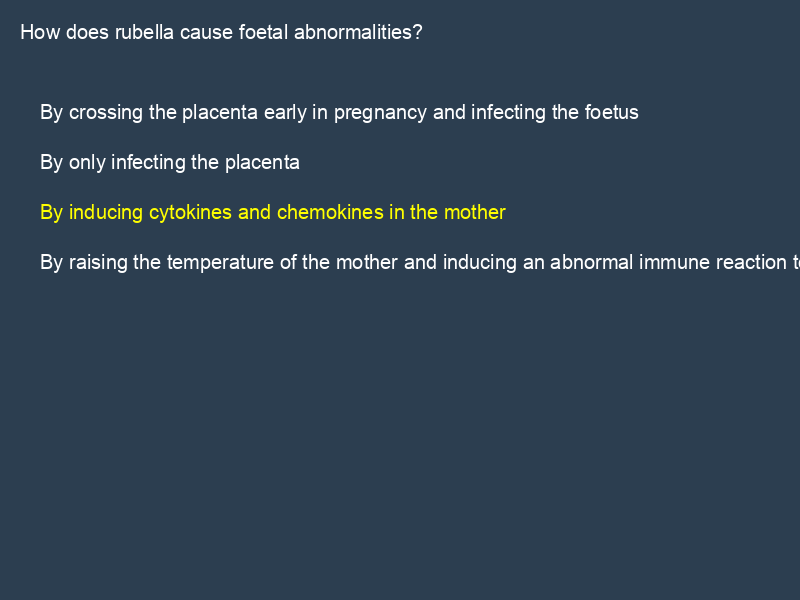 How does rubella cause foetal abnormalities?
By crossing the placenta early in pregnancy and infecting the foetus
By only infecting the placenta
By inducing cytokines and chemokines in the mother
By raising the temperature of the mother and inducing an abnormal immune reaction